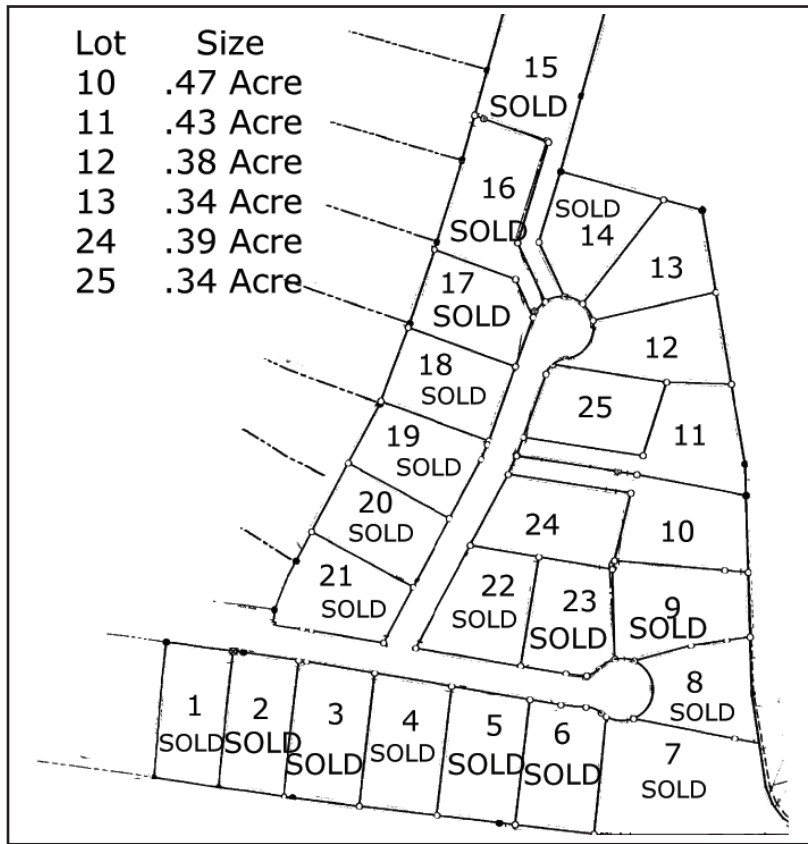 Lot Size
10 .47 Acre
11 .43 Acre
12 .38 Acre
13 .34 Acre
24 .39 Acre
25 .34 Acre
15
SOLD
16
SOLD
SOLD
14
13
17
SOLD
12
18
SOLD
25
11
19
SOLD
20
SOLD
24
10
21
SOLD
22
SOLD
23
SOLD
9
SOLD
8
SOLD
1
SOLD
2
SOLD
3
SOLD
4
SOLD
5
SOLD
6
SOLD
7
SOLD